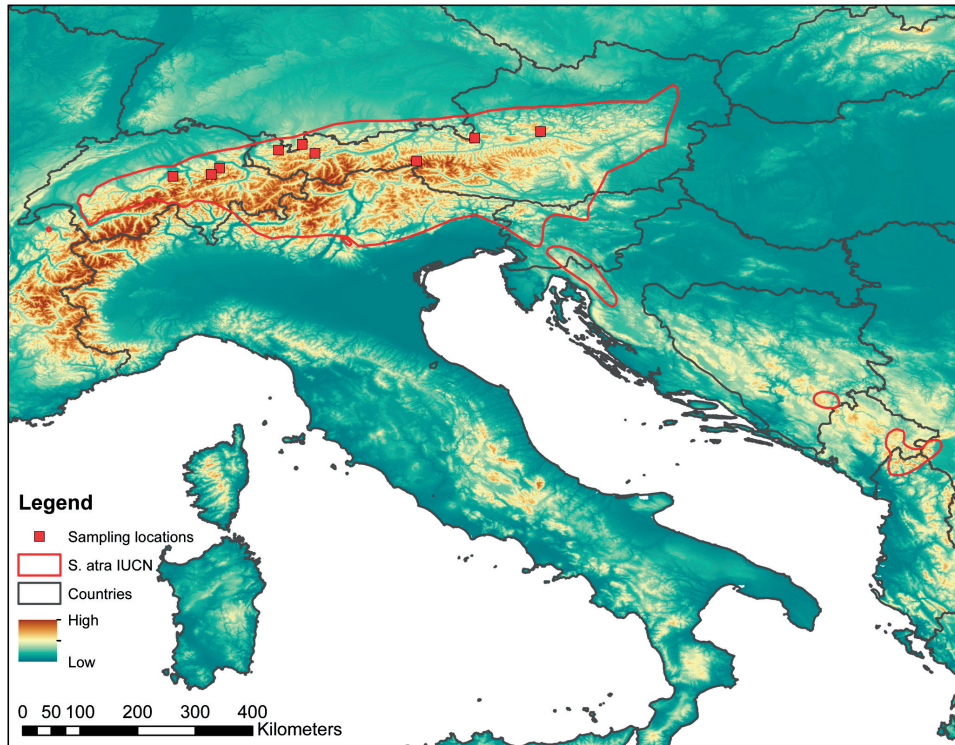 Legend
Sampling locations
S. atra IUCN
Countries
High
Low
0 50 100 200 300 400
Kilometers